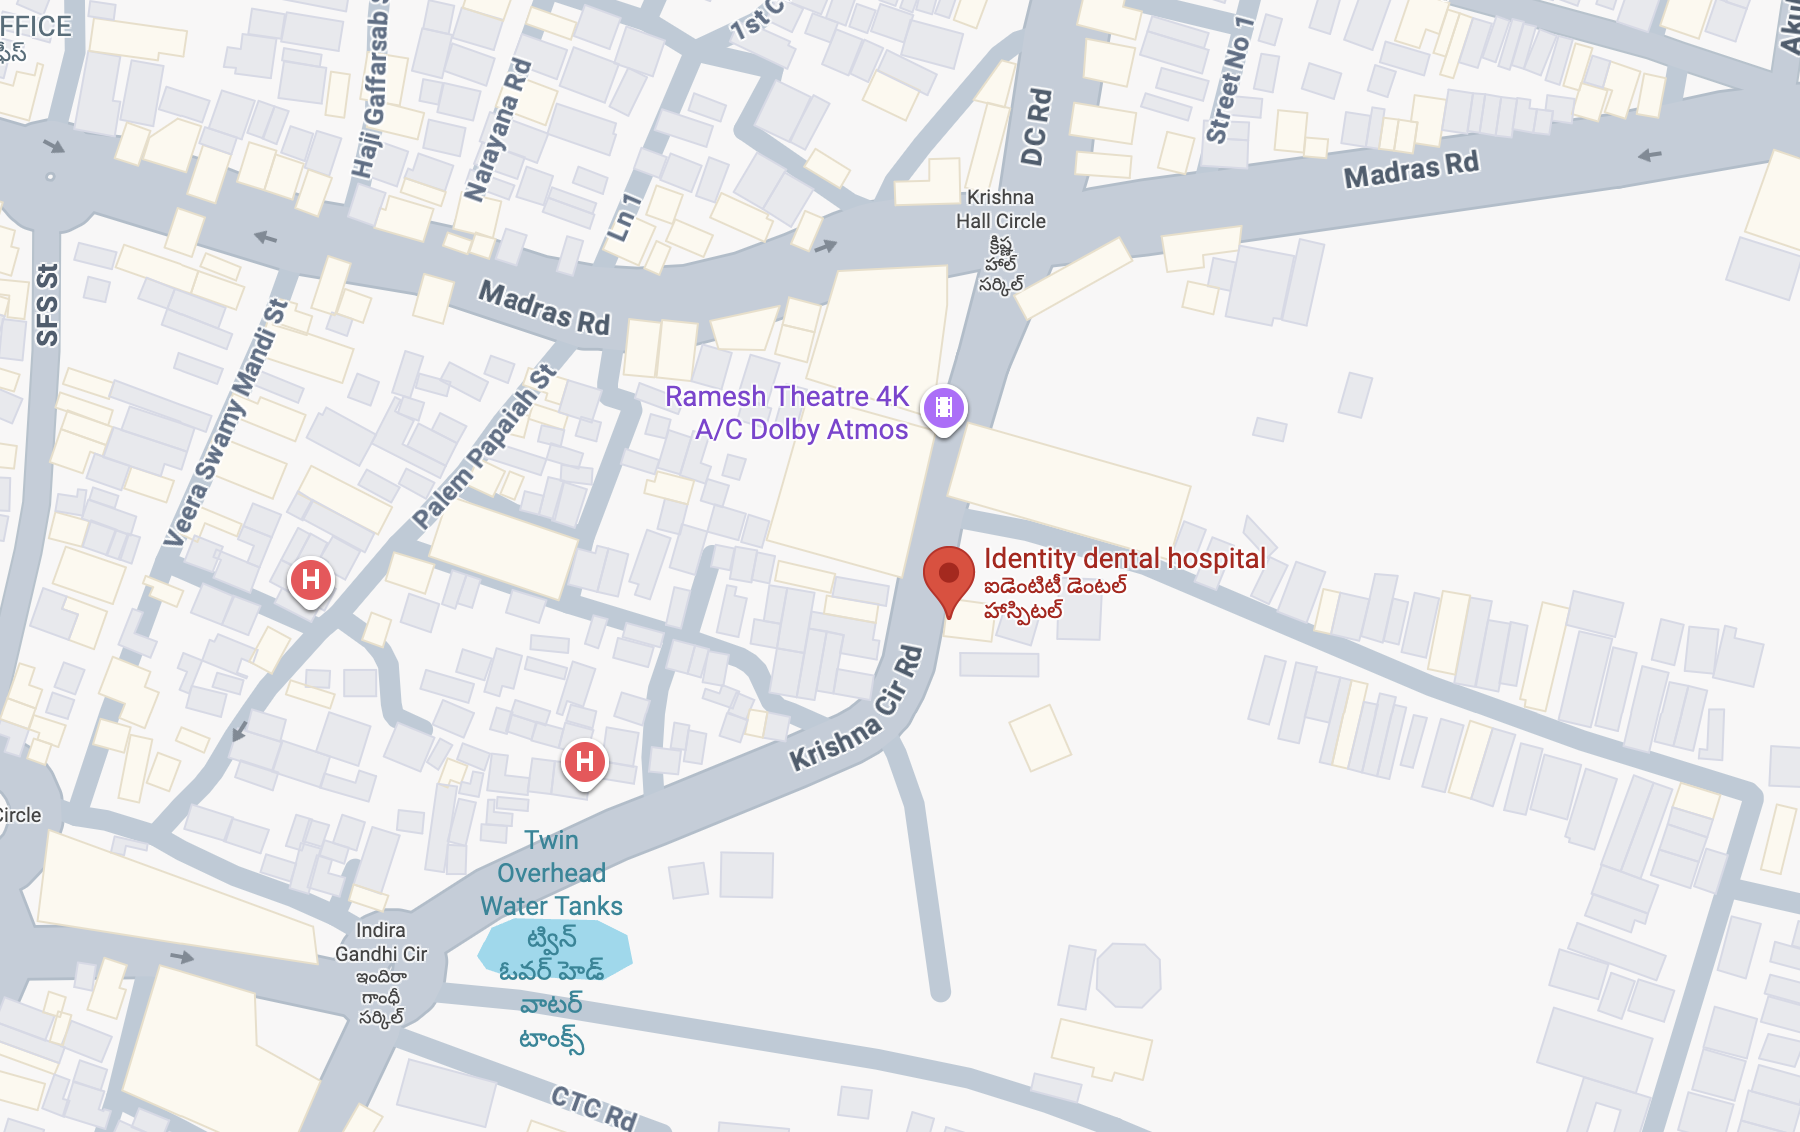 FFICE
ఫీస్
Haji Gaffarsab S
Narayana Rd
1st C
DC Rd
Street No 1
Aku
Madras Rd
Krishna
Hall Circle
క్రిష్ణ
హాల్
సర్కిల్
Ln 1
SFS St
Madras Rd
Veera Swamy Mandi St
Palem Papaiah St
Ramesh Theatre 4K
A/C Dolby Atmos
H
Identity dental hospital
ఐడెంటిటీ డెంటల్
హాస్పిటల్
Krishna Cir Rd
H
Circle
Twin
Overhead
Water Tanks
ట్విన్
ఓవర్ హెడ్
వాటర్
టాంక్స్
Indira
Gandhi Cir
ఇందిరా
గాంధీ
సర్కిల్
CTC Rd